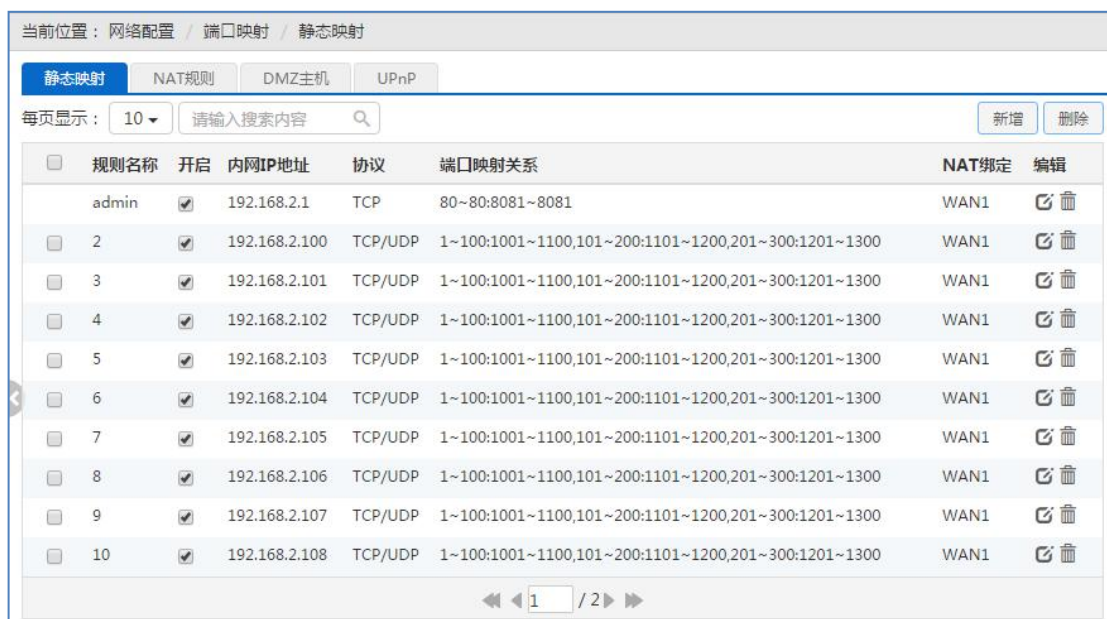 当前位置： 网络配置 / 端口映射 / 静态映射
静态映射 NAT规则 DMZ主机 UPnP
每页显示： 10 请输入搜索内容 新增 删除
规则名称 开启 内网IP地址 协议 端口映射关系 NAT绑定 编辑
admin 192.168.2.1 TCP 80~80:8081~8081 WAN1
2 192.168.2.100 TCP/UDP 1~100:1001~1100,101~200:1101~1200,201~300:1201~1300 WAN1
3 192.168.2.101 TCP/UDP 1~100:1001~1100,101~200:1101~1200,201~300:1201~1300 WAN1
4 192.168.2.102 TCP/UDP 1~100:1001~1100,101~200:1101~1200,201~300:1201~1300 WAN1
5 192.168.2.103 TCP/UDP 1~100:1001~1100,101~200:1101~1200,201~300:1201~1300 WAN1
6 192.168.2.104 TCP/UDP 1~100:1001~1100,101~200:1101~1200,201~300:1201~1300 WAN1
7 192.168.2.105 TCP/UDP 1~100:1001~1100,101~200:1101~1200,201~300:1201~1300 WAN1
8 192.168.2.106 TCP/UDP 1~100:1001~1100,101~200:1101~1200,201~300:1201~1300 WAN1
9 192.168.2.107 TCP/UDP 1~100:1001~1100,101~200:1101~1200,201~300:1201~1300 WAN1
10 192.168.2.108 TCP/UDP 1~100:1001~1100,101~200:1101~1200,201~300:1201~1300 WAN1
1 / 2